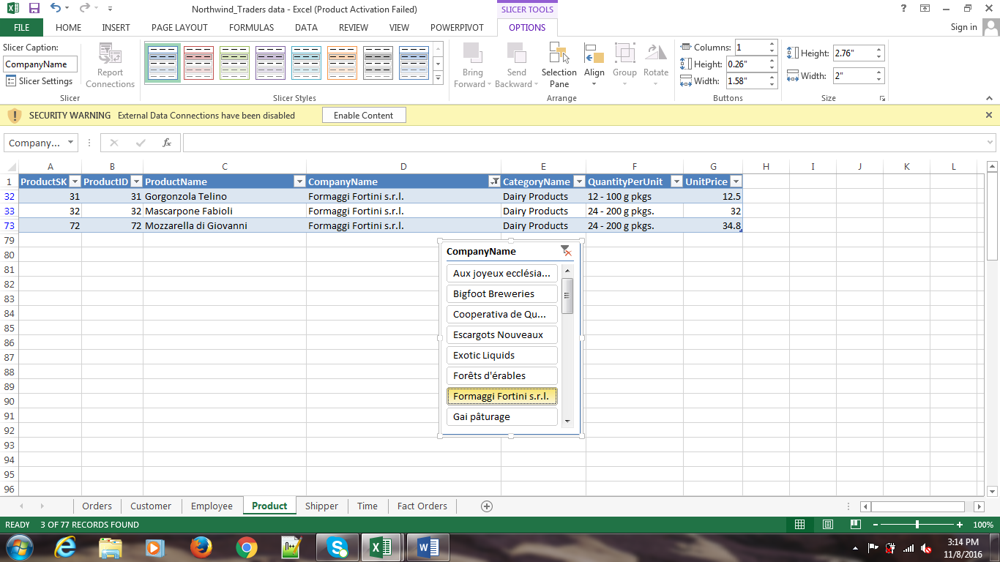 Northwind_Traders data - Excel (Product Activation Failed)
SLICER TOOLS
?
FILE HOME INSERT PAGE LAYOUT FORMULAS DATA REVIEW VIEW POWERPIVOT OPTIONS Sign in
Slicer Caption:
CompanyName
Slicer Settings
Slicer
Report
Connections
Slicer Styles
Bring
Forward
Send
Backward
Selection
Pane
Align
Group
Rotate
Arrange
Columns: 1
Height: 0.26"
Width: 1.58"
Buttons
Height: 2.76"
Width: 2"
Size
SECURITY WARNING External Data Connections have been disabled Enable Content
Company... fx
A B C D E F G H I J K L
1 ProductSK ProductID ProductName CompanyName CategoryName QuantityPerUnit UnitPrice
32 31 31 Gorgonzola Telino Formaggi Fortini s.r.l. Dairy Products 12 - 100 g pkgs 12.5
33 32 32 Mascarpone Fabioli Formaggi Fortini s.r.l. Dairy Products 24 - 200 g pkgs. 32
73 72 72 Mozzarella di Giovanni Formaggi Fortini s.r.l. Dairy Products 24 - 200 g pkgs. 34.8
79
80
81
82
83
84
85
86
87
88
89
90
91
92
93
94
95
96
CompanyName
Aux joyeux ecclésia...
Bigfoot Breweries
Cooperativa de Qu...
Escargots Nouveaux
Exotic Liquids
Forêts d'érables
Formaggi Fortini s.r.l.
Gai pâturage
Orders Customer Employee Product Shipper Time Fact Orders
READY 3 OF 77 RECORDS FOUND 100%
3:14 PM
11/8/2016